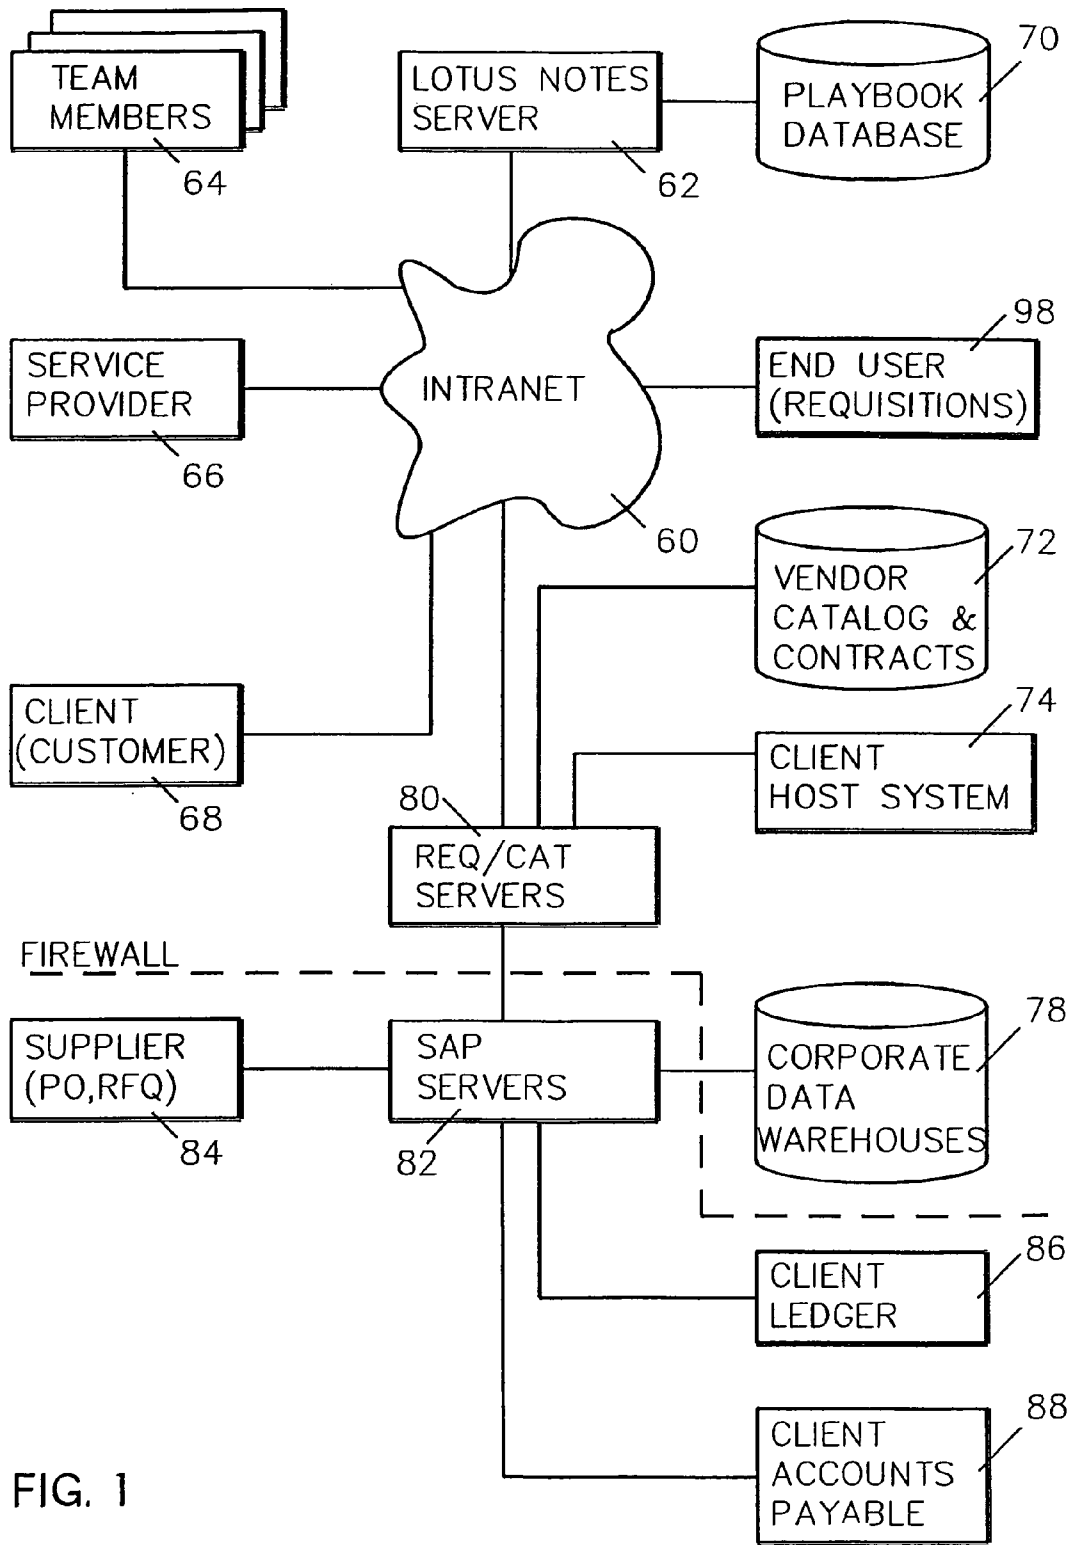 TEAM
MEMBERS
64
LOTUS NOTES
SERVER
62
PLAYBOOK
DATABASE
70
SERVICE
PROVIDER
66
INTRANET
60
END USER
(REQUISITIONS)
98
VENDOR
CATALOG &
CONTRACTS
72
CLIENT
(CUSTOMER)
68
CLIENT
HOST SYSTEM
74
80
REQ/CAT
SERVERS
FIREWALL
SUPPLIER
(PO,RFQ)
84
SAP
SERVERS
82
CORPORATE
DATA
WAREHOUSES
78
CLIENT
LEDGER
86
CLIENT
ACCOUNTS
PAYABLE
88
FIG. 1